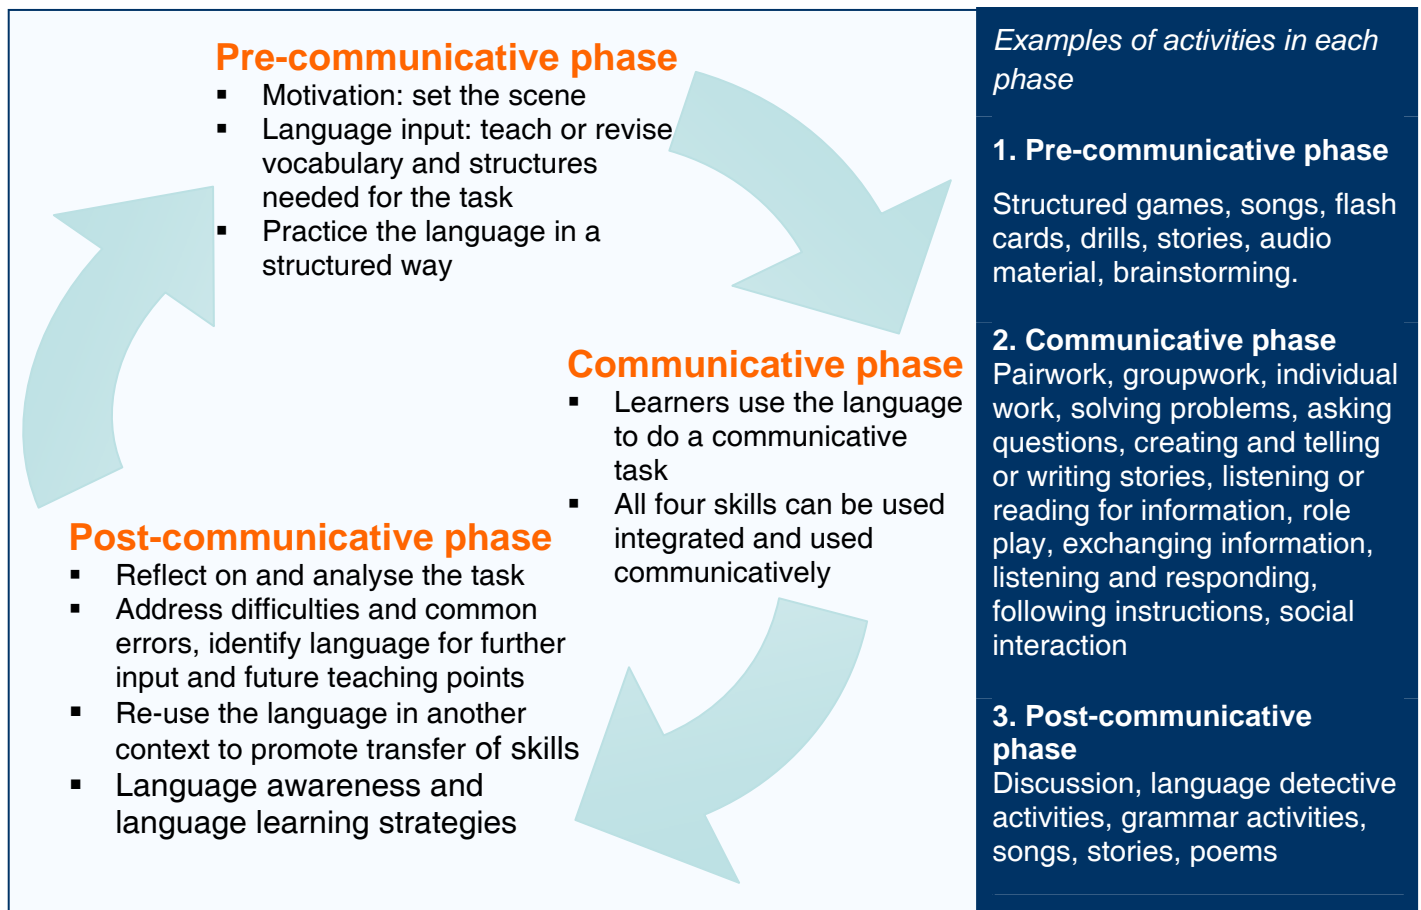 Pre-communicative phase
▪ Motivation: set the scene
▪ Language input: teach or revise
vocabulary and structures
needed for the task
▪ Practice the language in a
structured way
Communicative phase
▪ Learners use the language
to do a communicative
task
▪ All four skills can be used
integrated and used
communicatively
Post-communicative phase
▪ Reflect on and analyse the task
▪ Address difficulties and common
errors, identify language for further
input and future teaching points
▪ Re-use the language in another
context to promote transfer of skills
▪ Language awareness and
language learning strategies
Examples of activities in each
phase
1. Pre-communicative phase
Structured games, songs, flash
cards, drills, stories, audio
material, brainstorming.
2. Communicative phase
Pairwork, groupwork, individual
work, solving problems, asking
questions, creating and telling
or writing stories, listening or
reading for information, role
play, exchanging information,
listening and responding,
following instructions, social
interaction
3. Post-communicative
phase
Discussion, language detective
activities, grammar activities,
songs, stories, poems